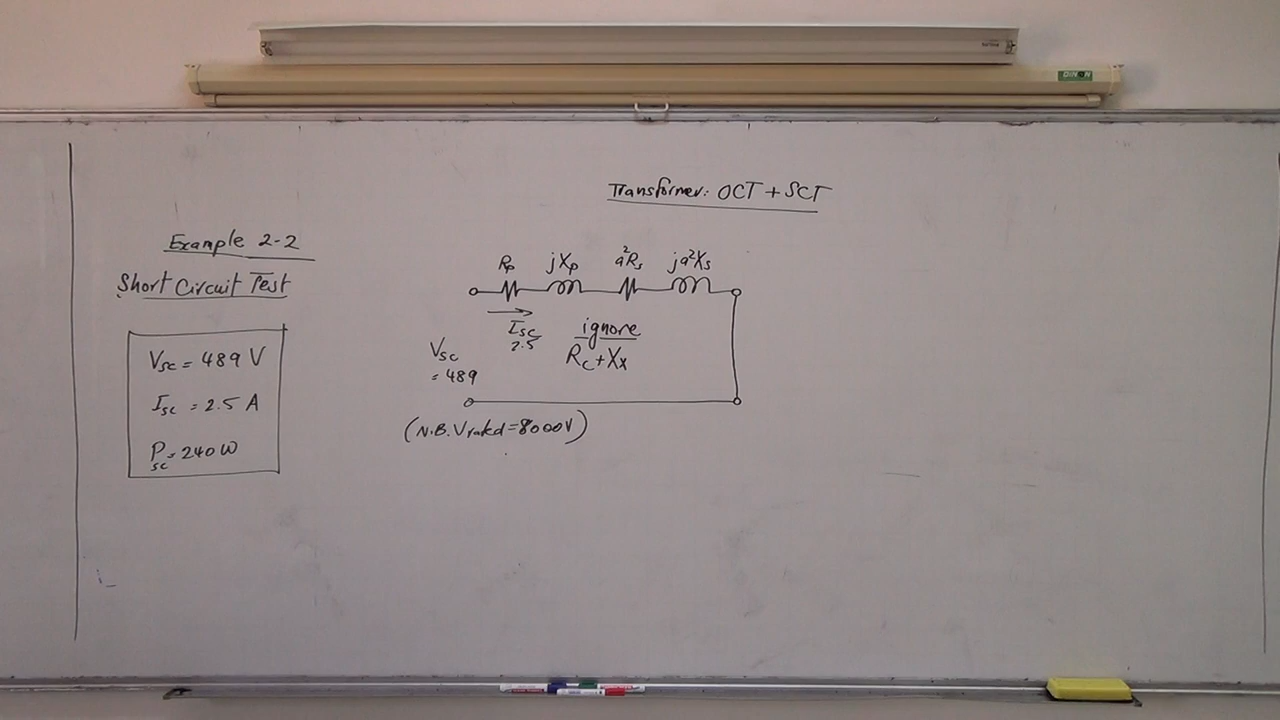 DINON
Transformer: OCT + SCT
Example 2-2
Short Circuit Test
Vsc = 489 V
Isc = 2.5 A
Psc = 240 W
Rp jXp a²Rs ja²Xs
Isc
2.5
ignore
Rc + Xx
Vsc
= 489
(N.B. Vrated = 8000V)